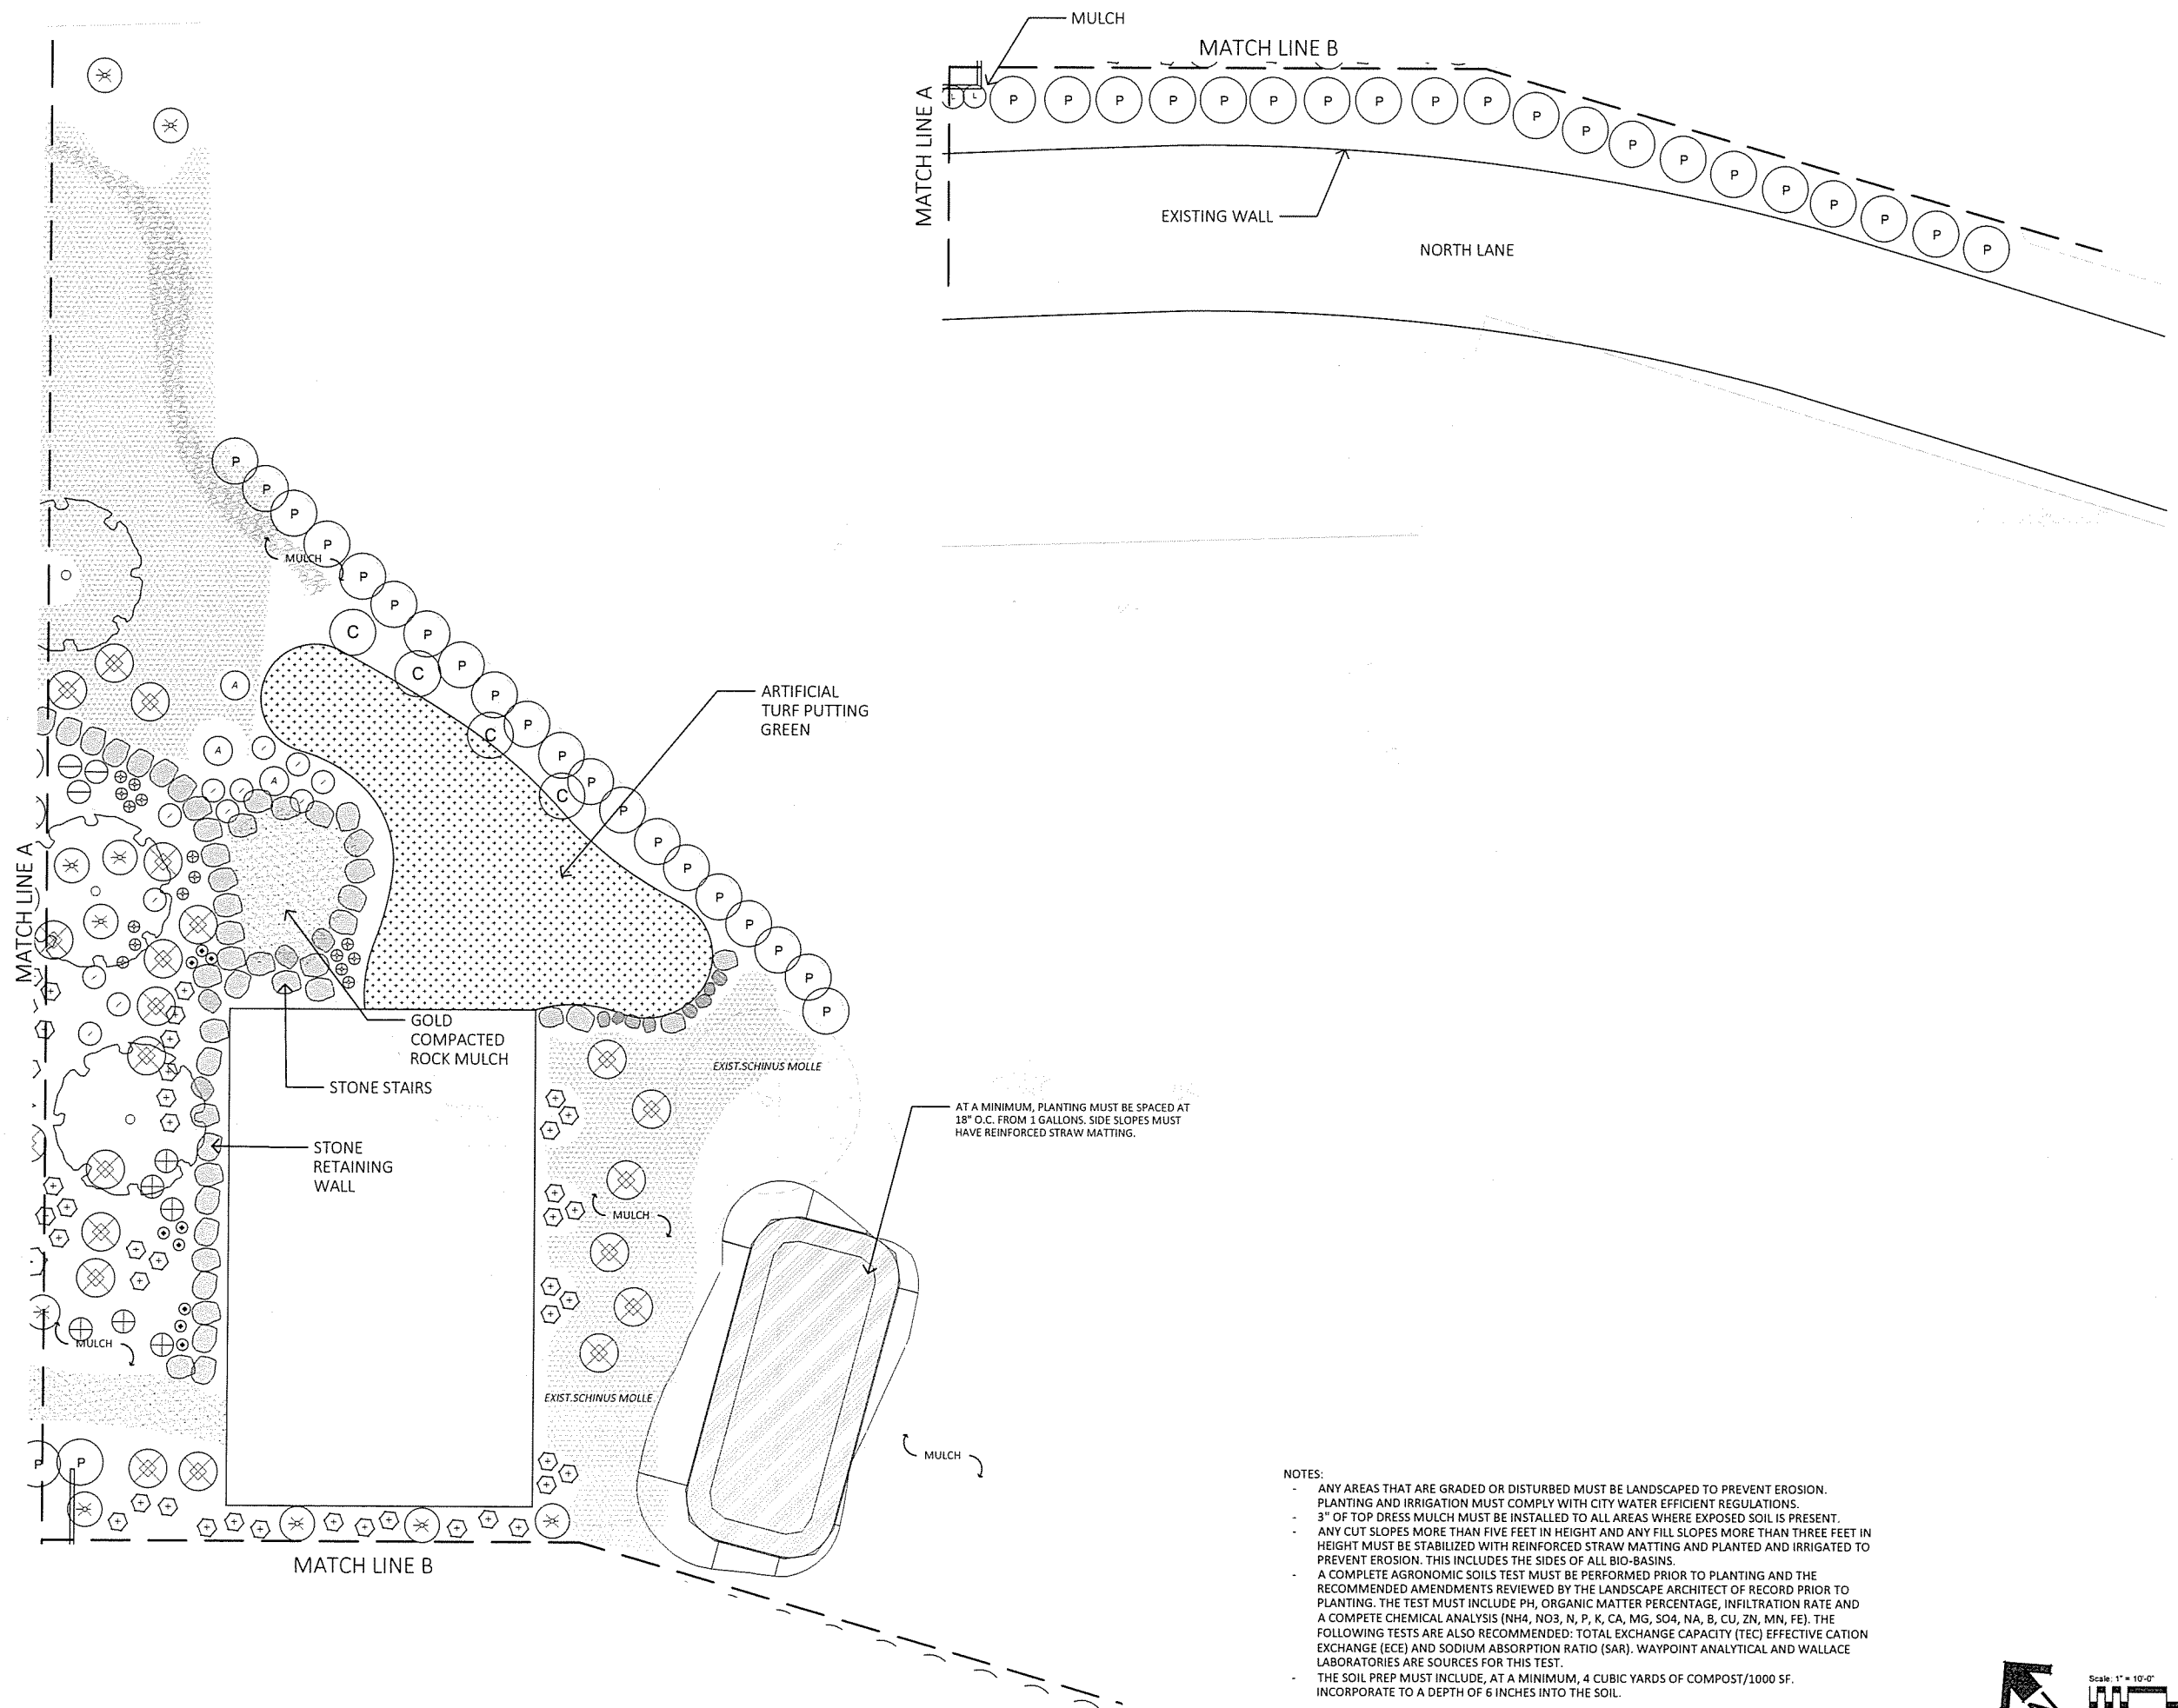 MULCH
MATCH LINE B
MATCH LINE A
L L P P P P P P P P P P P P P P P P P P P P
EXISTING WALL
NORTH LANE
P
P
P
P
MULCH
P
P
C
P
C
P
A
P
ARTIFICIAL
TURF PUTTING
GREEN
C
P
A
P
A
C
P
P
P
P
P
P
P
P
P
MATCH LINE A
GOLD
COMPACTED
ROCK MULCH
STONE STAIRS
EXIST.SCHINUS MOLLE
AT A MINIMUM, PLANTING MUST BE SPACED AT
18" O.C. FROM 1 GALLONS. SIDE SLOPES MUST
HAVE REINFORCED STRAW MATTING.
STONE
RETAINING
WALL
MULCH
MULCH
EXIST.SCHINUS MOLLE
P P
MULCH
MATCH LINE B
NOTES:
- ANY AREAS THAT ARE GRADED OR DISTURBED MUST BE LANDSCAPED TO PREVENT EROSION.
PLANTING AND IRRIGATION MUST COMPLY WITH CITY WATER EFFICIENT REGULATIONS.
- 3" OF TOP DRESS MULCH MUST BE INSTALLED TO ALL AREAS WHERE EXPOSED SOIL IS PRESENT.
- ANY CUT SLOPES MORE THAN FIVE FEET IN HEIGHT AND ANY FILL SLOPES MORE THAN THREE FEET IN
HEIGHT MUST BE STABILIZED WITH REINFORCED STRAW MATTING AND PLANTED AND IRRIGATED TO
PREVENT EROSION. THIS INCLUDES THE SIDES OF ALL BIO-BASINS.
- A COMPLETE AGRONOMIC SOILS TEST MUST BE PERFORMED PRIOR TO PLANTING AND THE
RECOMMENDED AMENDMENTS REVIEWED BY THE LANDSCAPE ARCHITECT OF RECORD PRIOR TO
PLANTING. THE TEST MUST INCLUDE PH, ORGANIC MATTER PERCENTAGE, INFILTRATION RATE AND
A COMPETE CHEMICAL ANALYSIS (NH4, NO3, N, P, K, CA, MG, SO4, NA, B, CU, ZN, MN, FE). THE
FOLLOWING TESTS ARE ALSO RECOMMENDED: TOTAL EXCHANGE CAPACITY (TEC) EFFECTIVE CATION
EXCHANGE (ECE) AND SODIUM ABSORPTION RATIO (SAR). WAYPOINT ANALYTICAL AND WALLACE
LABORATORIES ARE SOURCES FOR THIS TEST.
- THE SOIL PREP MUST INCLUDE, AT A MINIMUM, 4 CUBIC YARDS OF COMPOST/1000 SF.
INCORPORATE TO A DEPTH OF 6 INCHES INTO THE SOIL.
Scale: 1" = 10'-0"